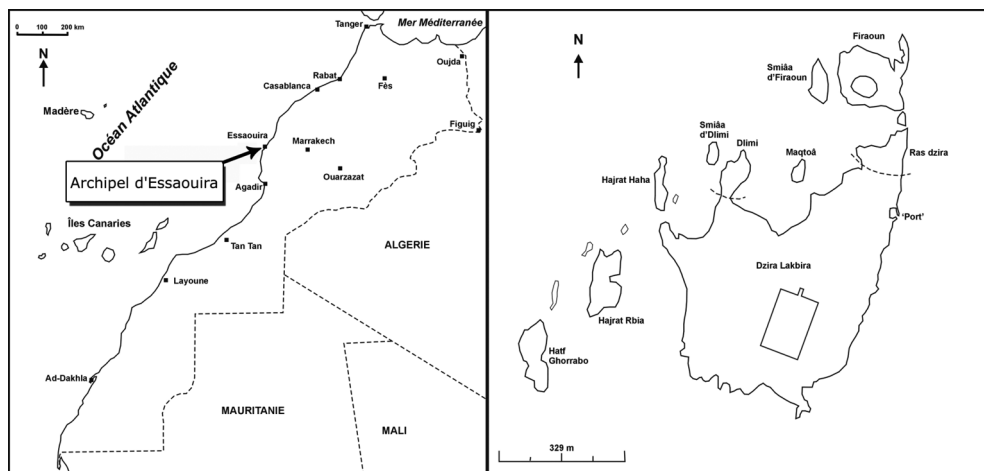 0 100 200 km
N
Mer Méditerranée
Tanger
Oujda
Rabat
Fès
Casablanca
Océan Atlantique
Madère
Figuig
Essaouira
Marrakech
Archipel d'Essaouira
Ouarzazat
Agadir
Îles Canaries
Tan Tan
ALGERIE
Layoune
Ad-Dakhla
MAURITANIE
MALI
N
Firaoun
Smiâa
d'Firaoun
Smiâa
d'Dlimi
Dlimi
Maqtoâ
Ras dzira
Hajrat Haha
'Port'
Dzira Lakbira
Hajrat Rbia
Hatf
Ghorrabo
329 m